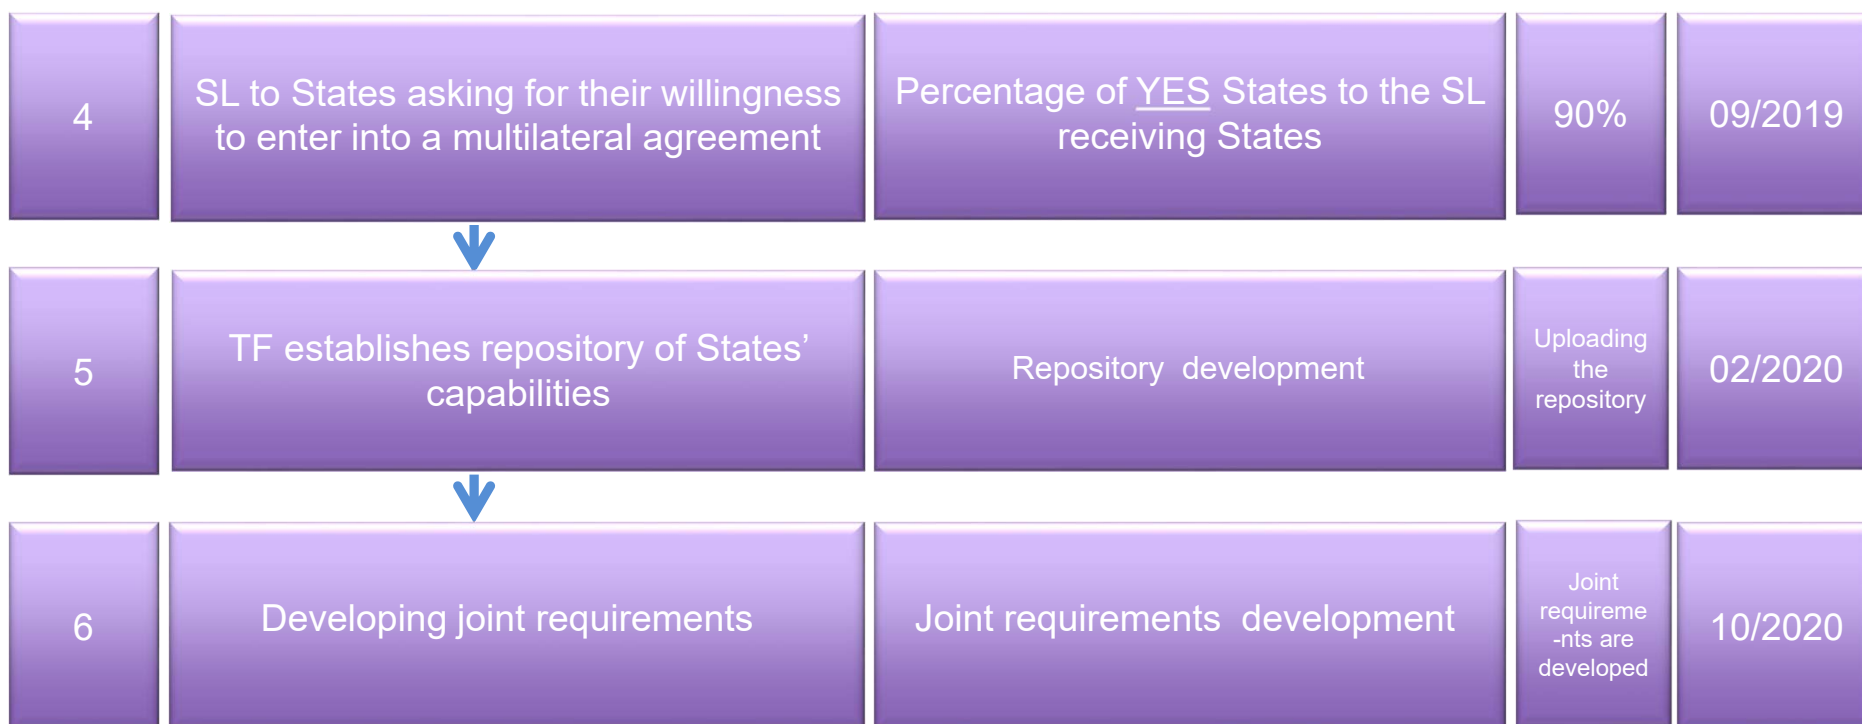 4
SL to States asking for their willingness
to enter into a multilateral agreement
Percentage of YES States to the SL
receiving States
90%
09/2019
5
TF establishes repository of States’
capabilities
Repository  development
Uploading
the
repository
02/2020
6
Developing joint requirements
Joint requirements  development
Joint
requireme
-nts are
developed
10/2020